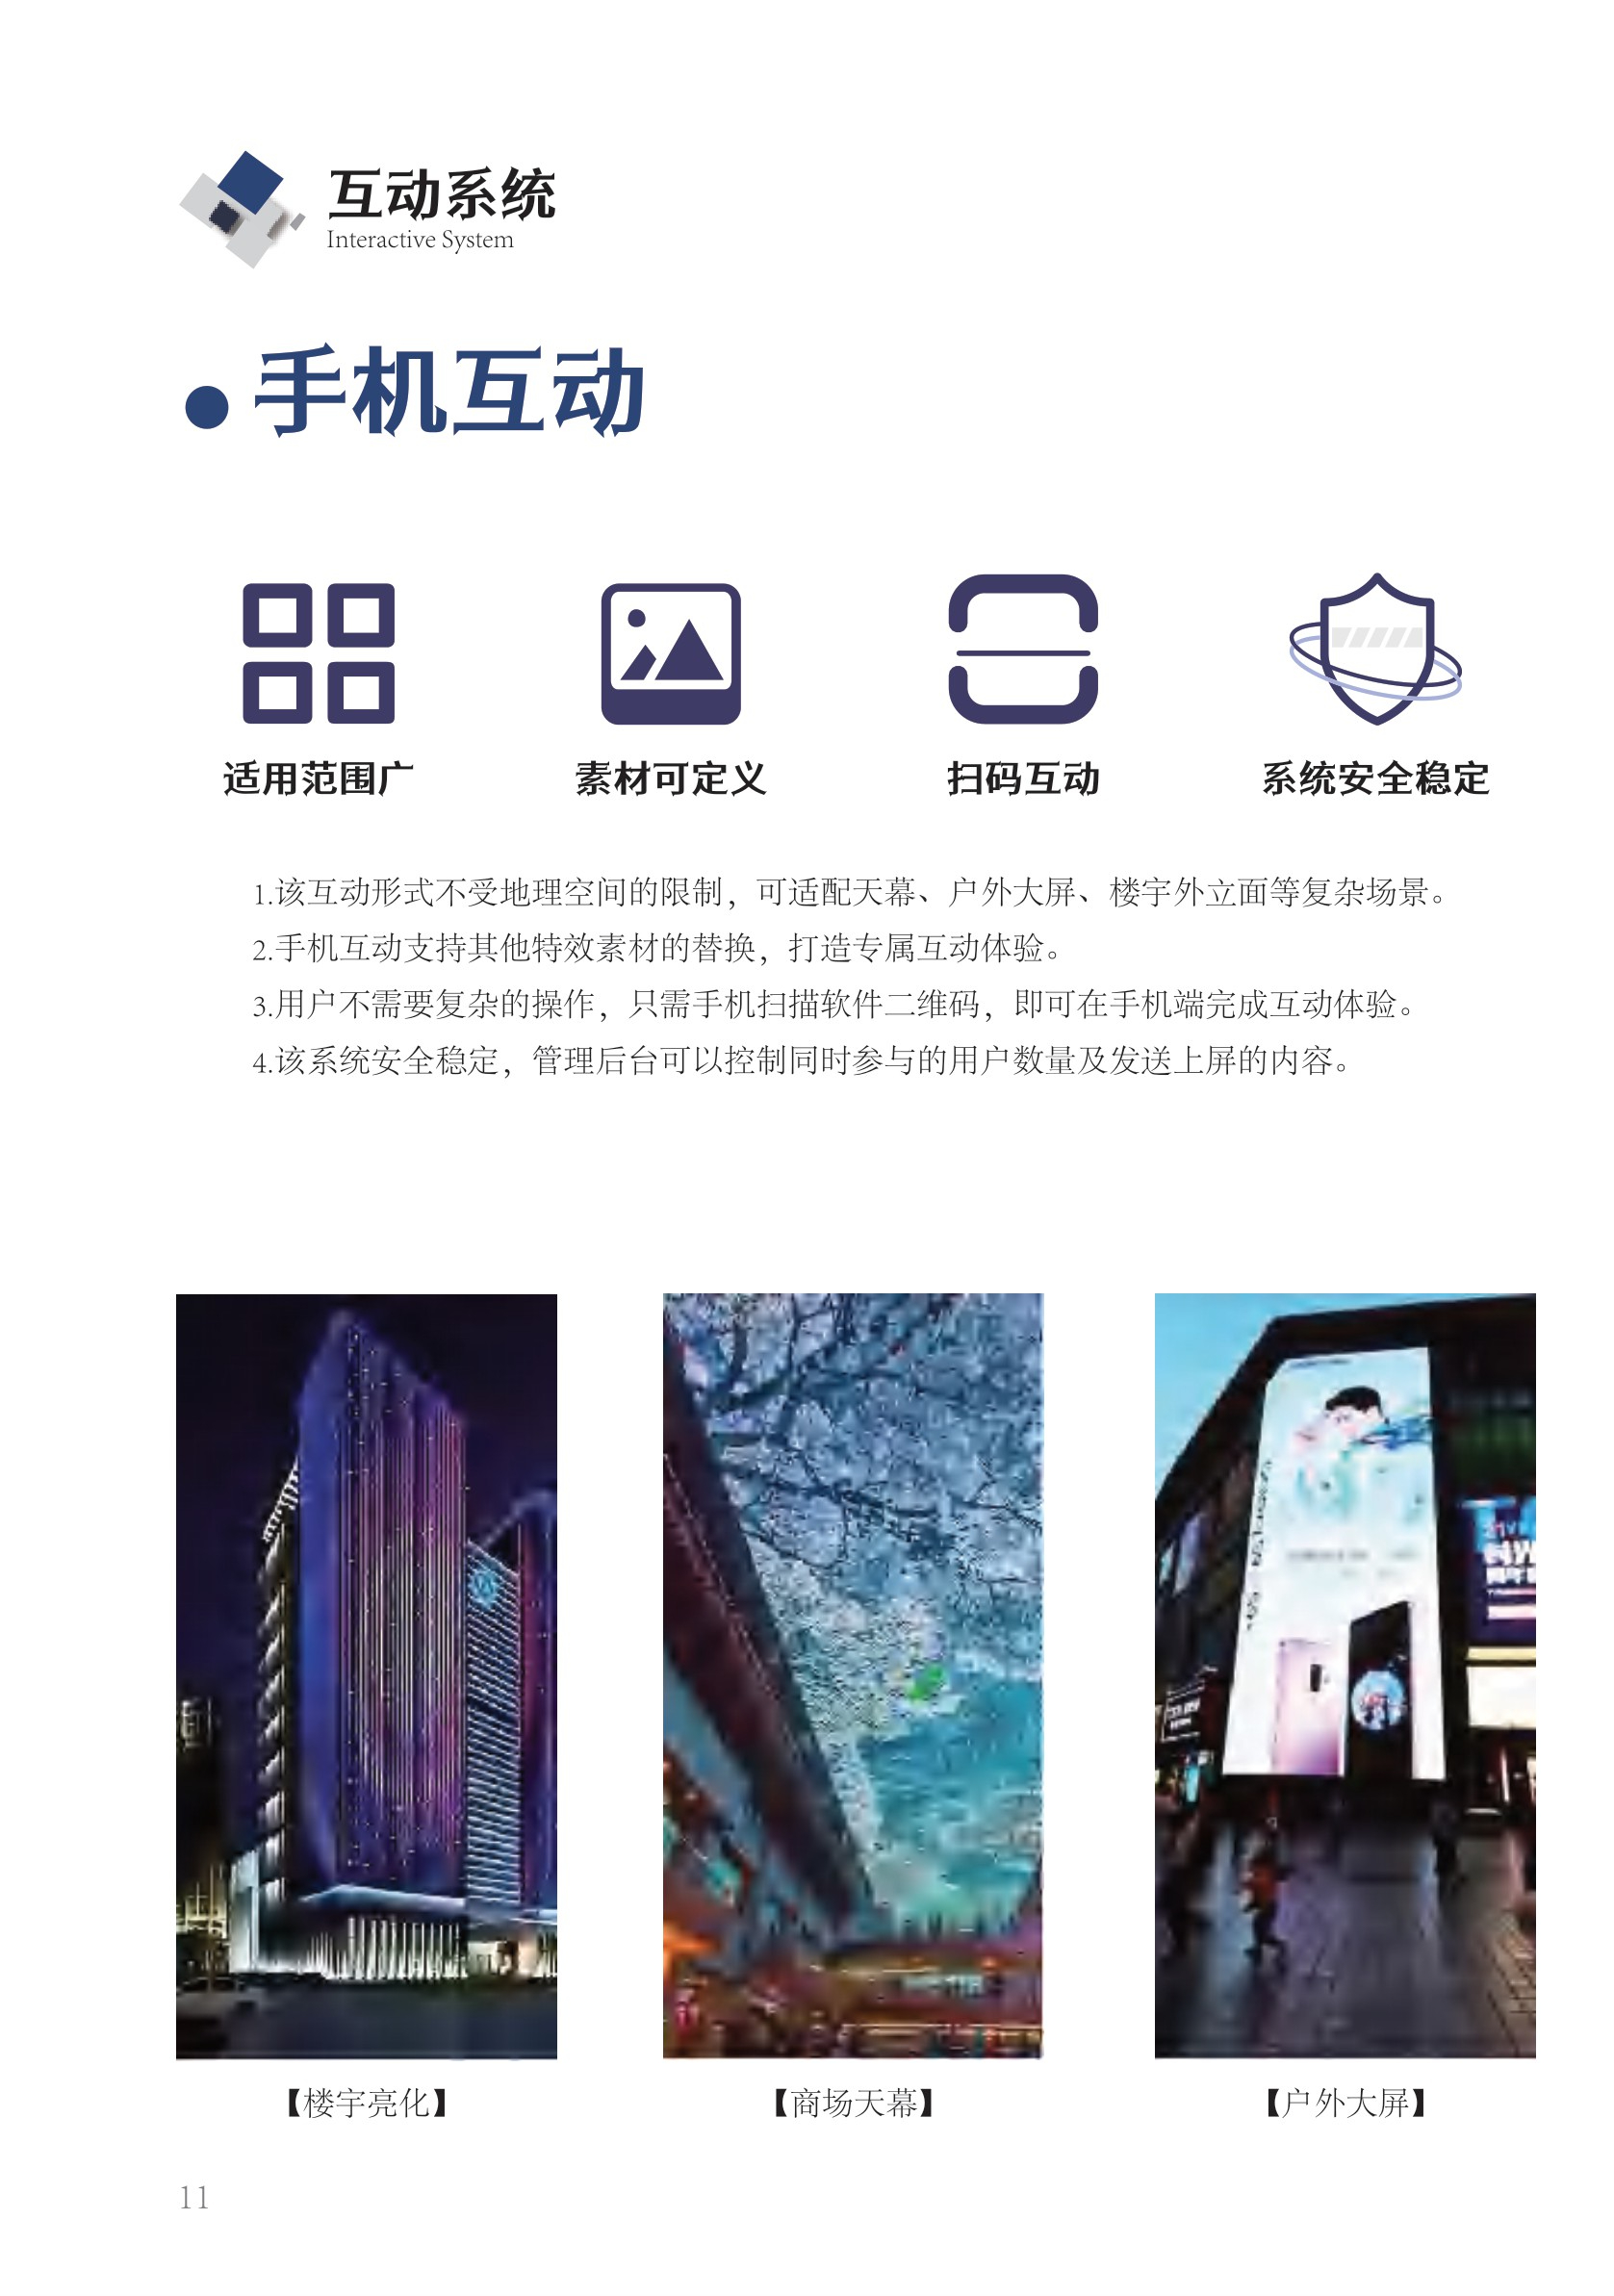 互动系统
Interactive System
手机互动
适用范围广
素材可定义
扫码互动
系统安全稳定
1.该互动形式不受地理空间的限制，可适配天幕、户外大屏、楼宇外立面等复杂场景。
2.手机互动支持其他特效素材的替换，打造专属互动体验。
3.用户不需要复杂的操作，只需手机扫描软件二维码，即可在手机端完成互动体验。
4.该系统安全稳定，管理后台可以控制同时参与的用户数量及发送上屏的内容。
【楼宇亮化】
【商场天幕】
【户外大屏】
11